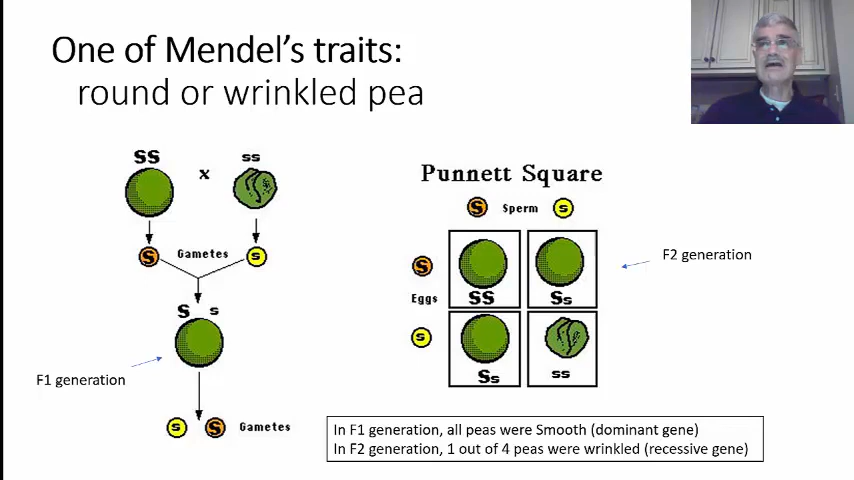 One of Mendel's traits:
round or wrinkled pea
SS
x
ss
S
Gametes
s
S s
F1 generation
s
S
Gametes
Punnett Square
S
Sperm
s
S
Eggs
s
SS
Ss
Ss
ss
F2 generation
In F1 generation, all peas were Smooth (dominant gene)
In F2 generation, 1 out of 4 peas were wrinkled (recessive gene)